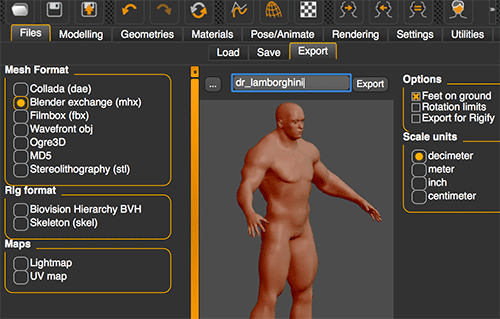 Files Modelling Geometries Materials Pose/Animate Rendering Settings Utilities
Load Save Export
Mesh Format
Collada (dae)
Blender exchange (mhx)
Filmbox (fbx)
Wavefront obj
Ogre3D
MD5
Stereolithography (stl)
Rig format
Biovision Hierarchy BVH
Skeleton (skel)
Maps
Lightmap
UV map
... dr_lamborghini Export
Options
Feet on ground
Rotation limits
Export for Rigify
Scale units
decimeter
meter
inch
centimeter